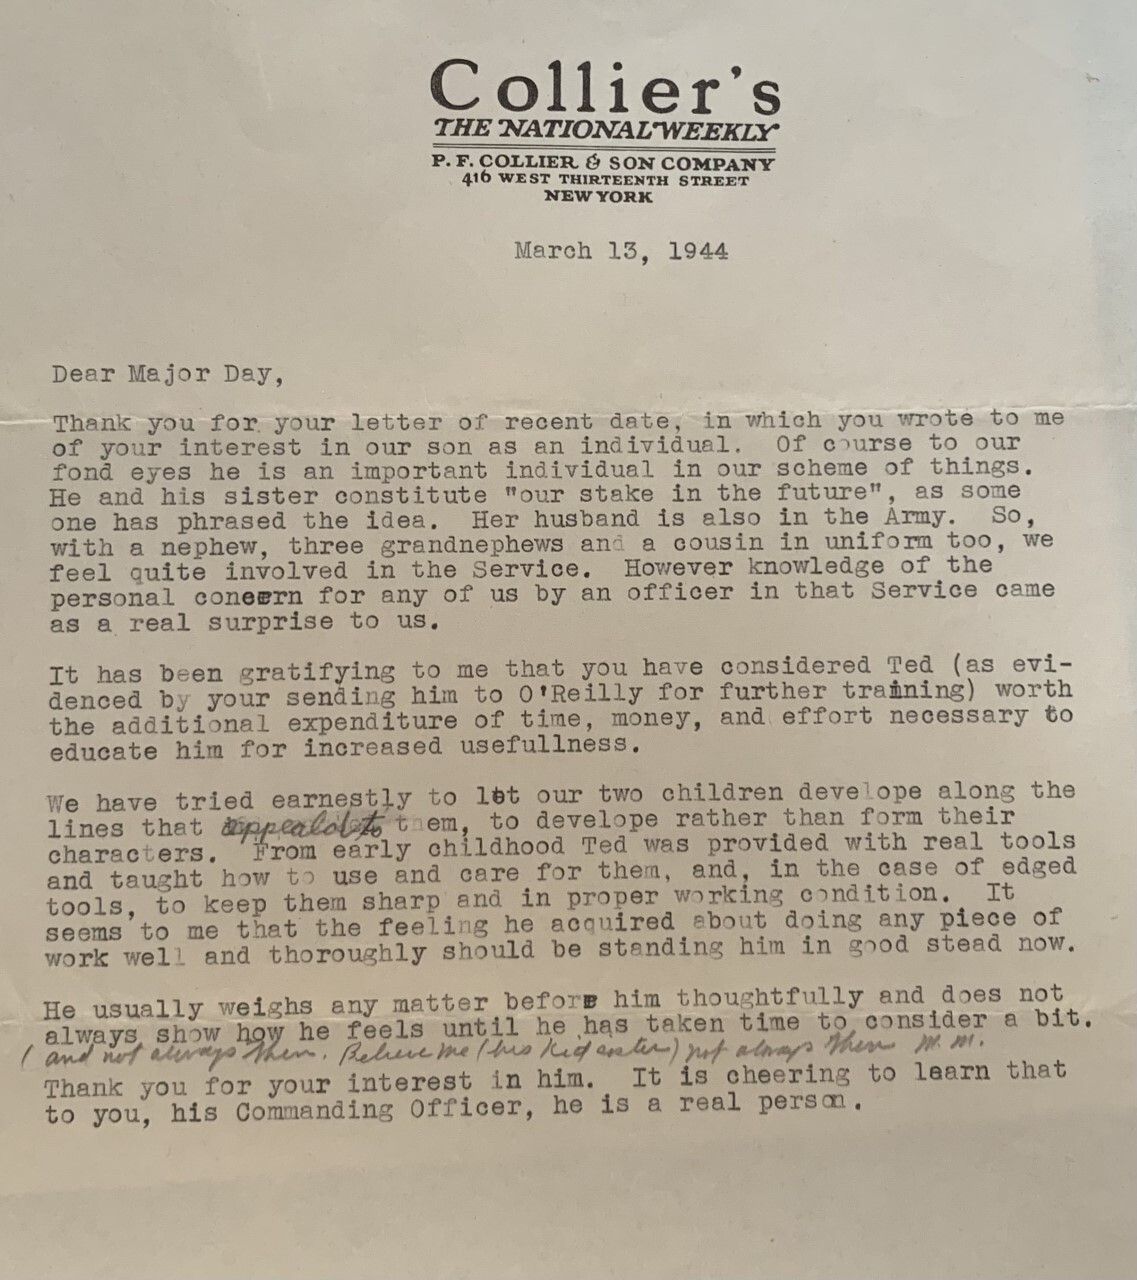 Collier's
THE NATIONAL WEEKLY
P. F. COLLIER & SON COMPANY
416 WEST THIRTEENTH STREET
NEW YORK
March 13, 1944
Dear Major Day,
Thank you for your letter of recent date, in which you wrote to me
of your interest in our son as an individual. Of course to our
fond eyes he is an important individual in our scheme of things.
He and his sister constitute "our stake in the future", as some
one has phrased the idea. Her husband is also in the Army. So,
with a nephew, three grandnephews and a cousin in uniform too, we
feel quite involved in the Service. However knowledge of the
personal concern for any of us by an officer in that Service came
as a real surprise to us.
It has been gratifying to me that you have considered Ted (as evi-
denced by your sending him to O'Reilly for further training) worth
the additional expenditure of time, money, and effort necessary to
educate him for increased usefullness.
We have tried earnestly to let our two children develope along the
lines that appealed to them, to develope rather than form their
characters. From early childhood Ted was provided with real tools
and taught how to use and care for them, and, in the case of edged
tools, to keep them sharp and in proper working condition. It
seems to me that the feeling he acquired about doing any piece of
work well and thoroughly should be standing him in good stead now.
He usually weighs any matter before him thoughtfully and does not
always show how he feels until he has taken time to consider a bit.
(and not always then. Believe me (his kid sister) not always then M. M.
Thank you for your interest in him. It is cheering to learn that
to you, his Commanding Officer, he is a real person.